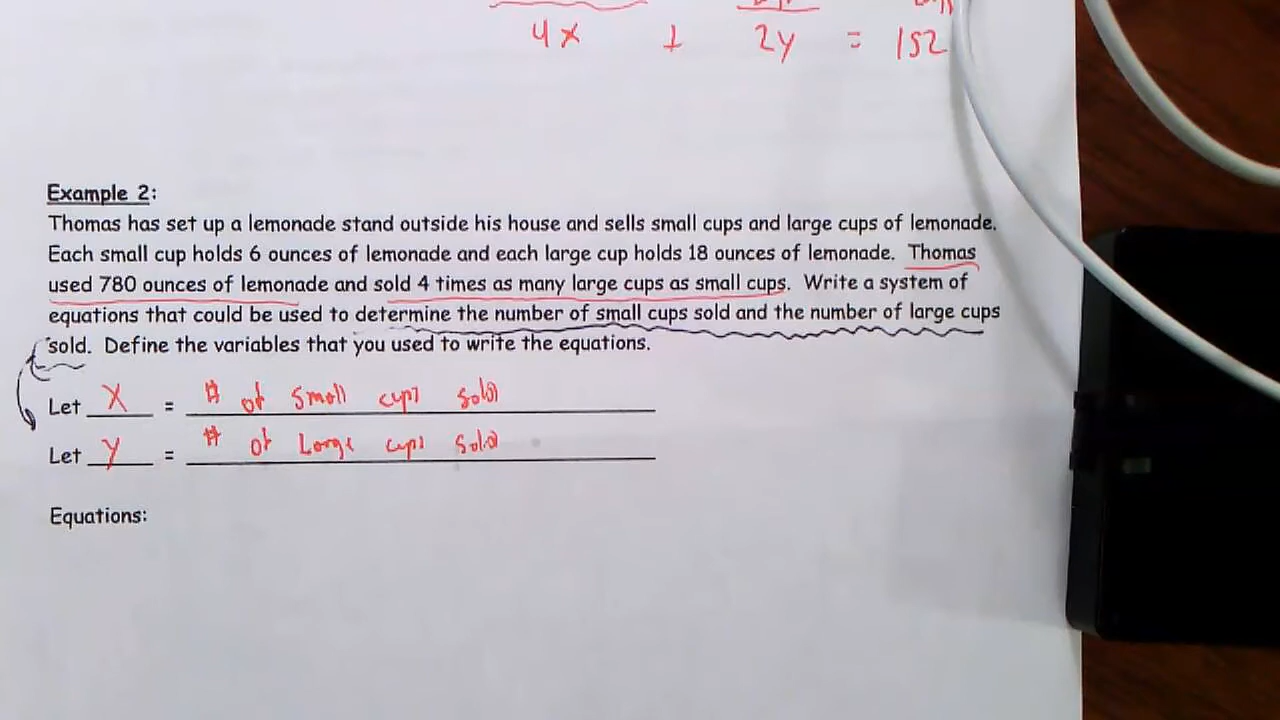 4x + 2y = 152
Example 2:
Thomas has set up a lemonade stand outside his house and sells small cups and large cups of lemonade.
Each small cup holds 6 ounces of lemonade and each large cup holds 18 ounces of lemonade. Thomas
used 780 ounces of lemonade and sold 4 times as many large cups as small cups. Write a system of
equations that could be used to determine the number of small cups sold and the number of large cups
sold. Define the variables that you used to write the equations.
Let X = # of Small cups sold
Let y = # of Large cups sold
Equations: